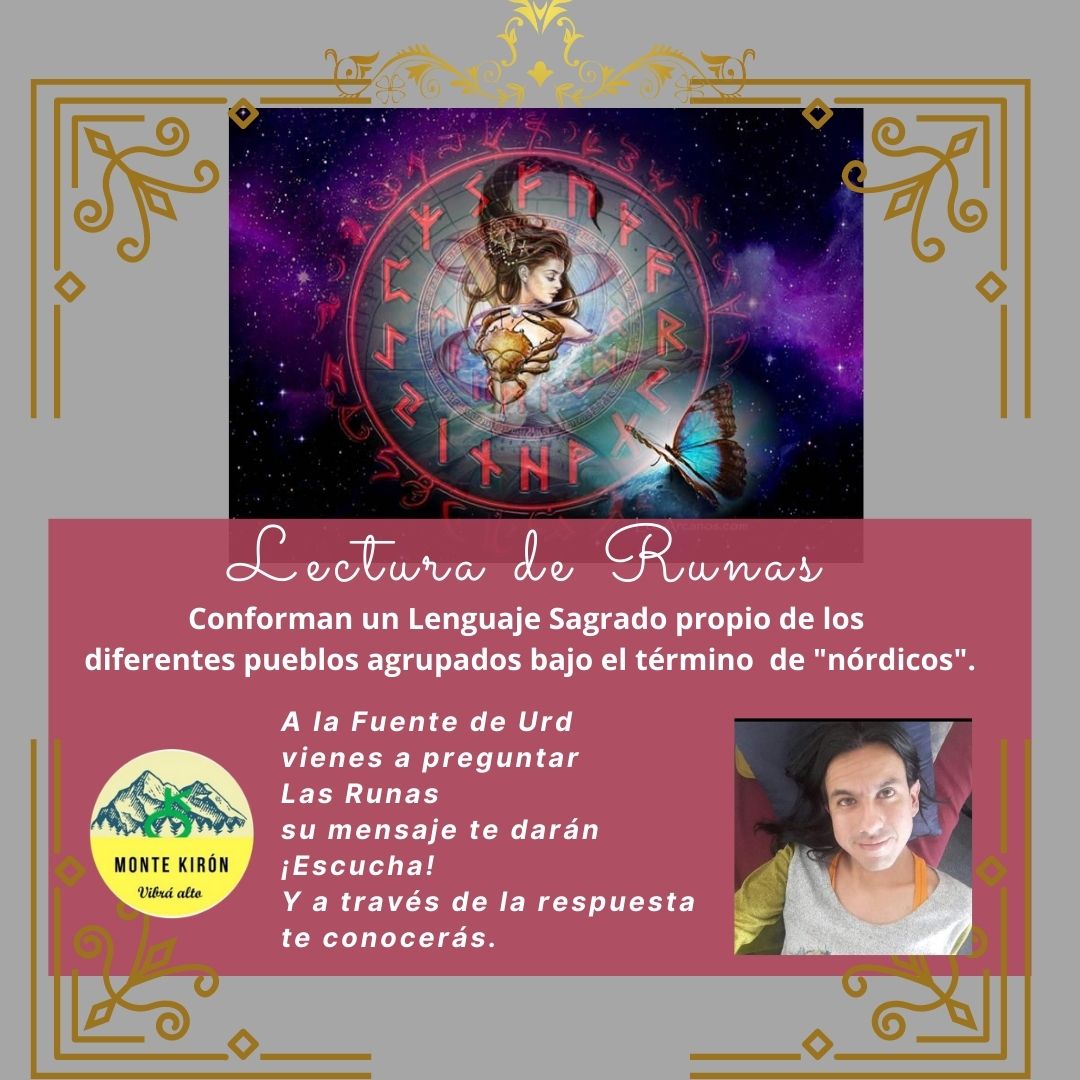 Arcanos.com
Lectura de Runas
Conforman un Lenguaje Sagrado propio de los
diferentes pueblos agrupados bajo el término de "nórdicos".
A la Fuente de Urd
vienes a preguntar
Las Runas
su mensaje te darán
¡Escucha!
Y a través de la respuesta
te conocerás.
MONTE KIRÓN
Vibrá alto